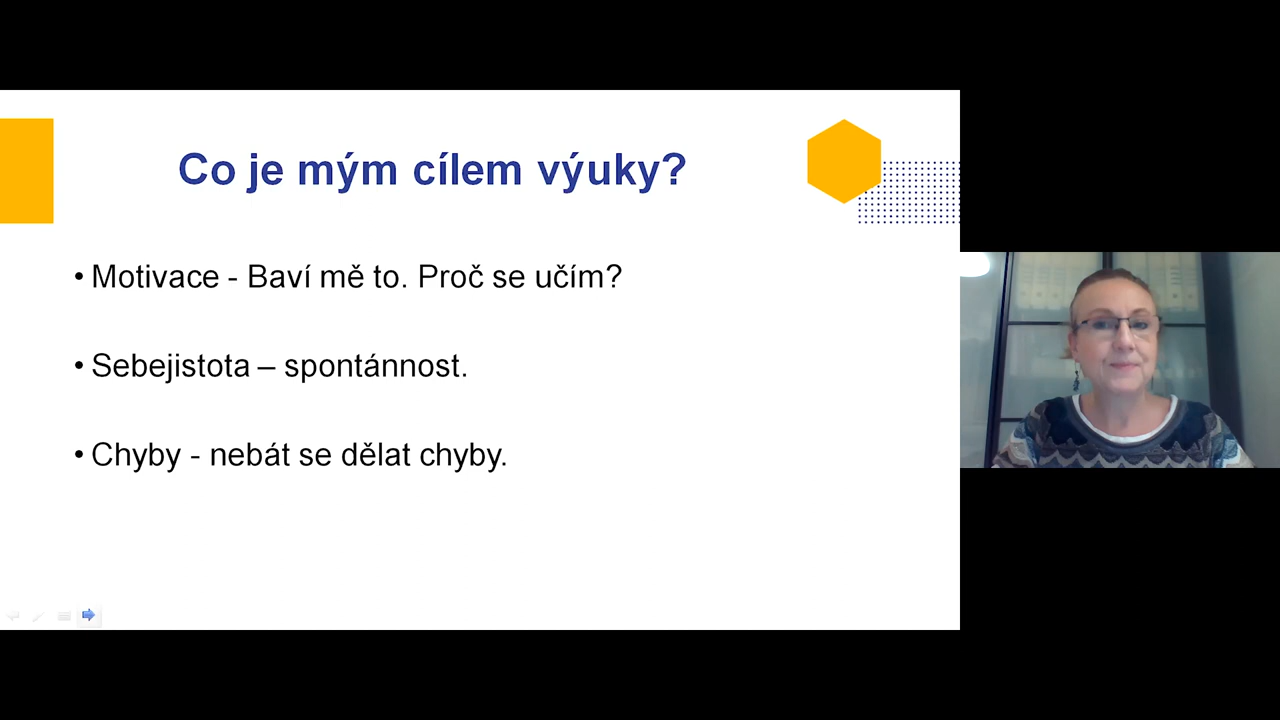 Co je mým cílem výuky?
• Motivace - Baví mě to. Proč se učím?
• Sebejistota – spontánnost.
• Chyby - nebát se dělat chyby.